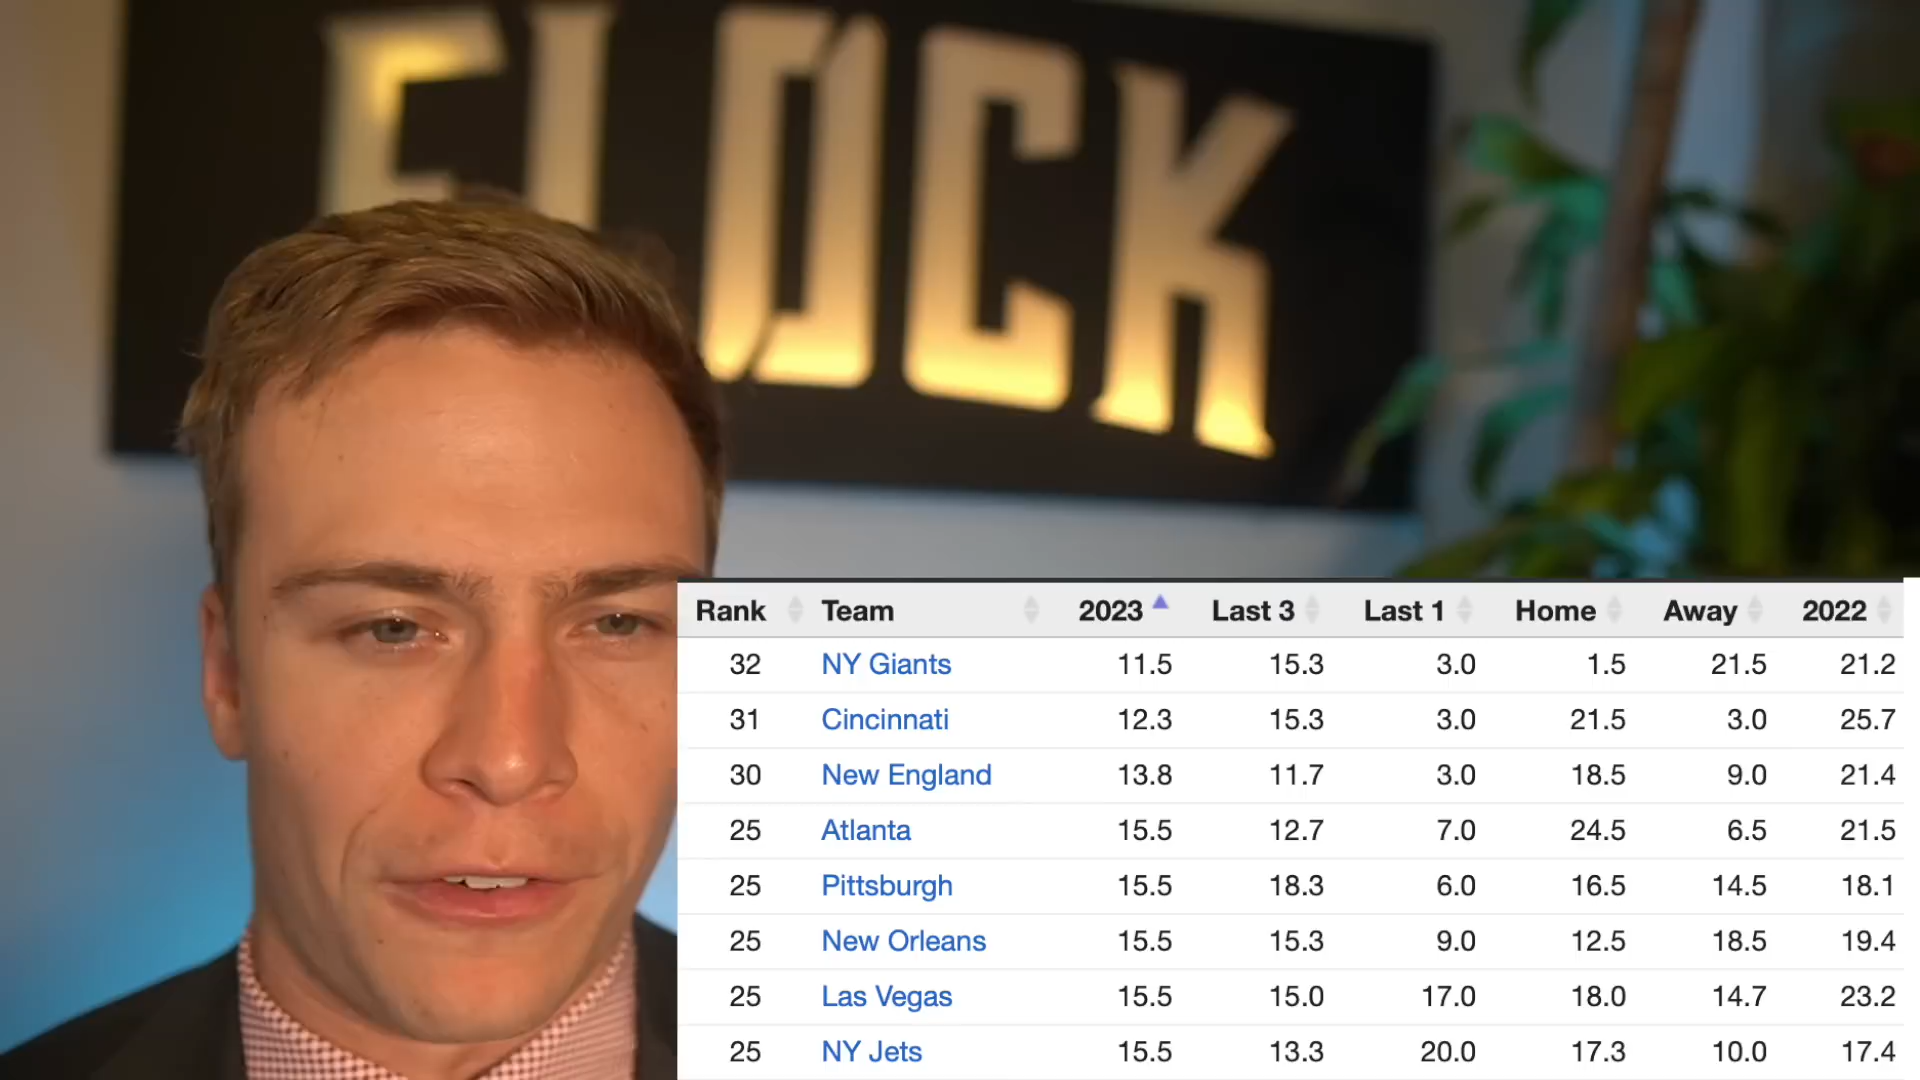 FLOCK
Rank Team 2023 Last 3 Last 1 Home Away 2022
32 NY Giants 11.5 15.3 3.0 1.5 21.5 21.2
31 Cincinnati 12.3 15.3 3.0 21.5 3.0 25.7
30 New England 13.8 11.7 3.0 18.5 9.0 21.4
25 Atlanta 15.5 12.7 7.0 24.5 6.5 21.5
25 Pittsburgh 15.5 18.3 6.0 16.5 14.5 18.1
25 New Orleans 15.5 15.3 9.0 12.5 18.5 19.4
25 Las Vegas 15.5 15.0 17.0 18.0 14.7 23.2
25 NY Jets 15.5 13.3 20.0 17.3 10.0 17.4